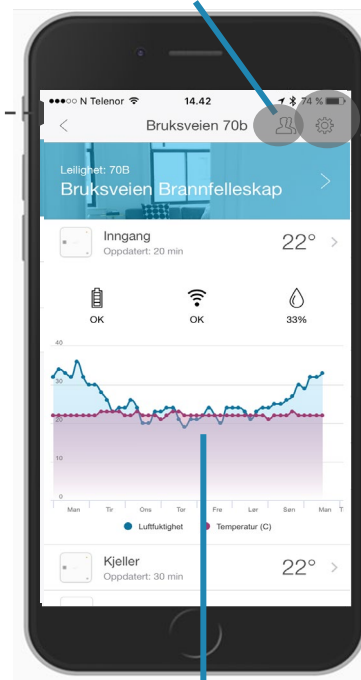 N Telenor 14.42 74 %
Bruksveien 70b
Leilighet: 70B
Bruksveien Brannfelleskap
Inngang 22°
Oppdatert: 20 min
OK OK 33%
40
30
20
10
0
Man Tir Ons Tor Fre Lør Søn Man T
Luftfuktighet Temperatur (C)
Kjeller 22°
Oppdatert: 30 min